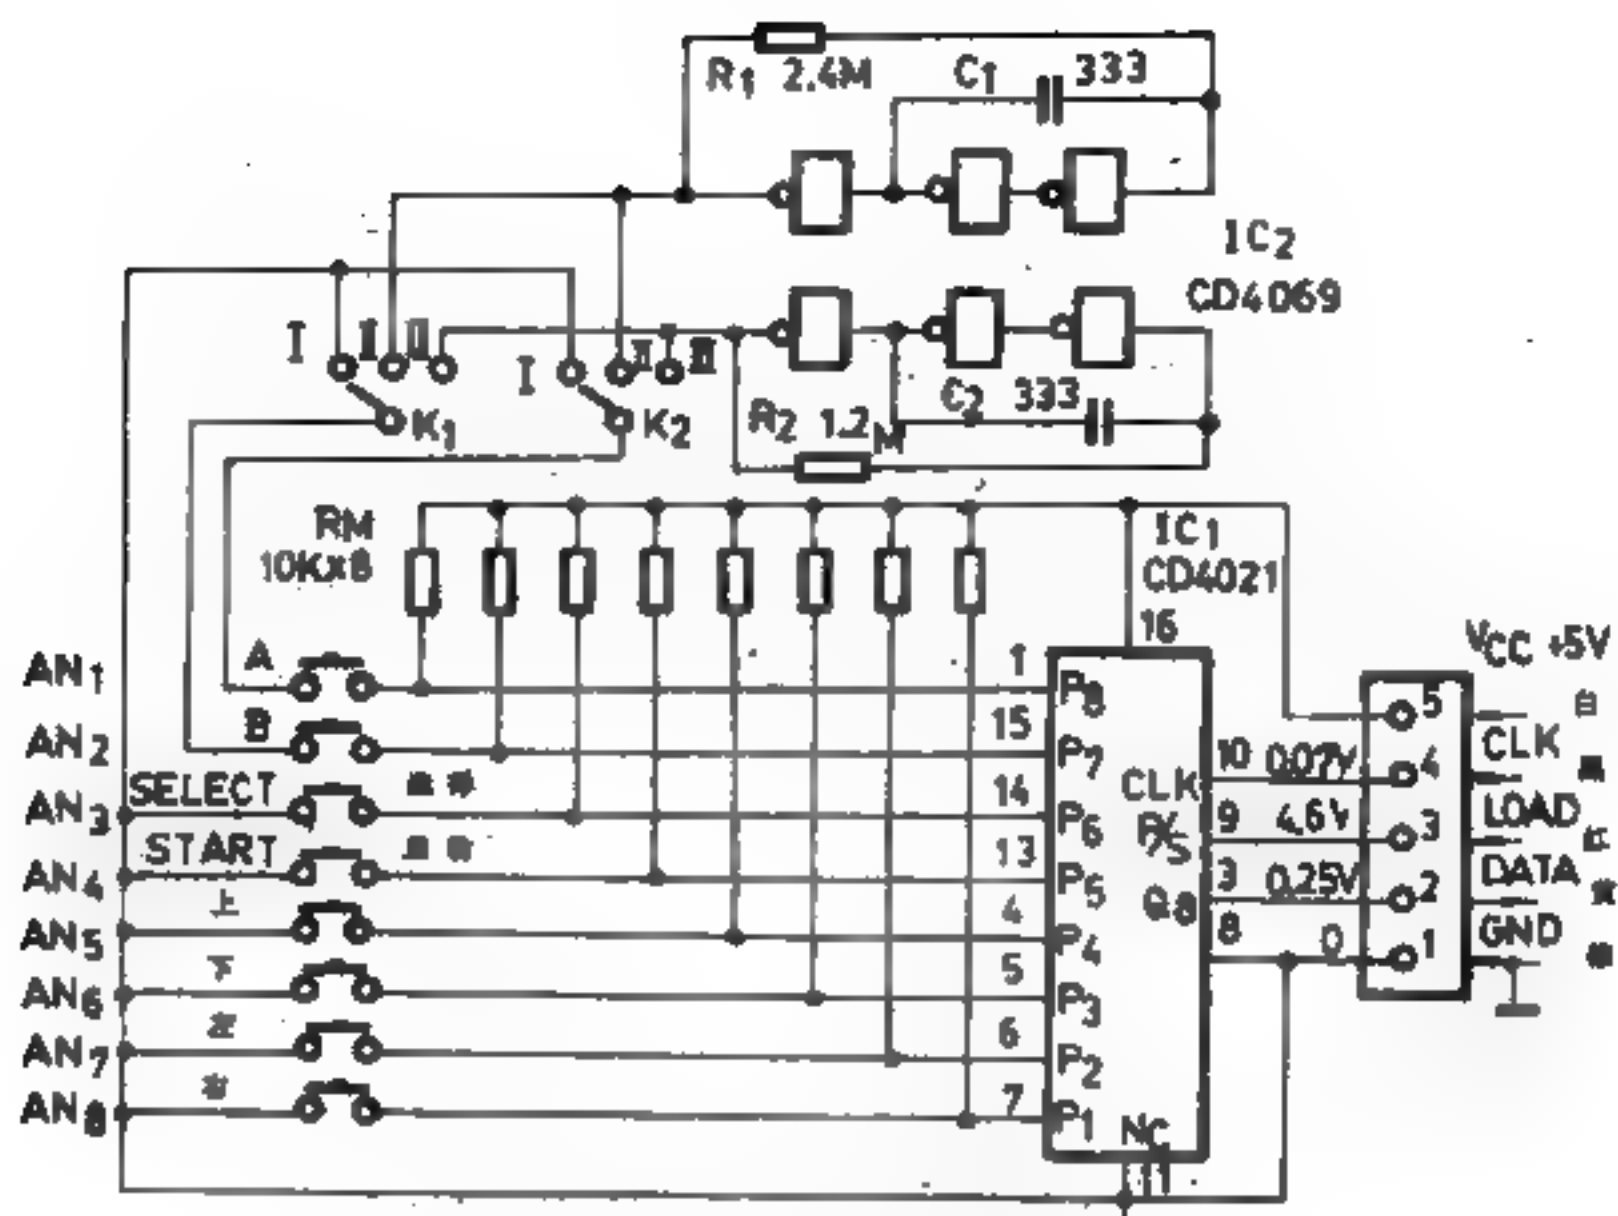 R1 2.4M
C1 333
IC2
CD4069
I II III
K1
I II III
K2
R2 1.2M
C2 333
RM
10K×8
IC1
CD4021
16
VCC +5V
AN1 A 1 P8
AN2 B 15 P7
AN3 SELECT 14 P6
AN4 START 13 P5
AN5 上 4 P4
AN6 下 5 P3
AN7 左 6 P2
AN8 右 7 P1
CLK 10 0.07V
P/S 9 4.6V
Q8 3 0.25V
8 0
NC
11
5 白
4 CLK
3 LOAD
2 DATA
1 GND